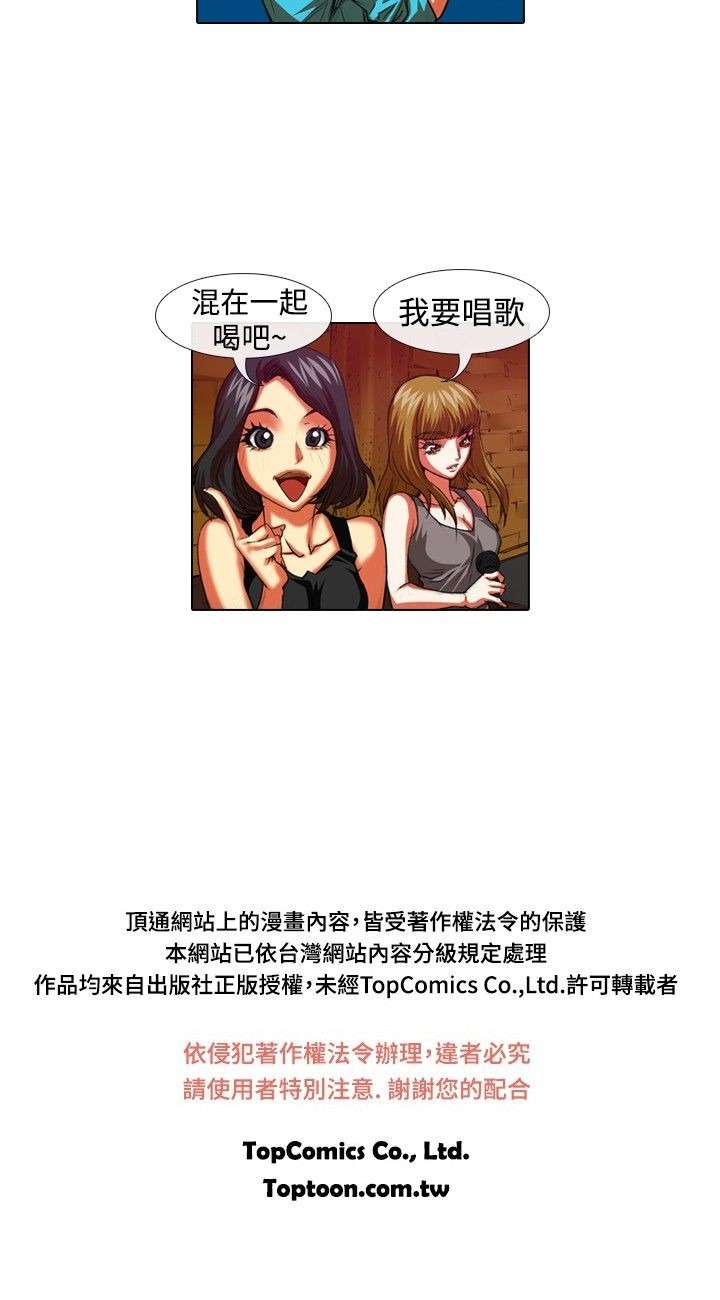 混在一起
喝吧~
我要唱歌
頂通網站上的漫畫內容，皆受著作權法令的保護
本網站已依台灣網站內容分級規定處理
作品均來自出版社正版授權，未經TopComics Co.,Ltd.許可轉載者
依侵犯著作權法令辦理，違者必究
請使用者特別注意. 謝謝您的配合
TopComics Co., Ltd.
Toptoon.com.tw